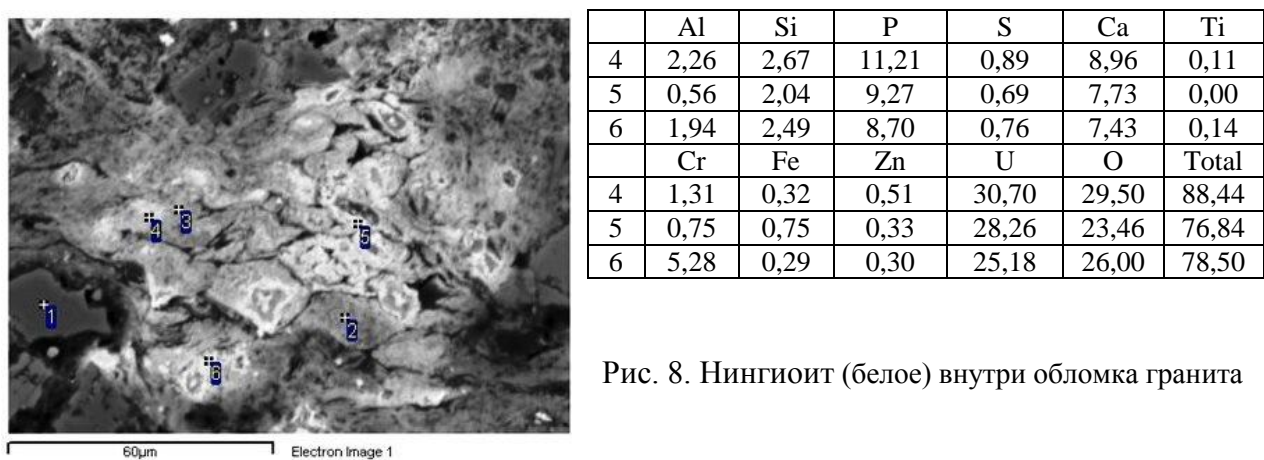 Al Si P S Ca Ti
4 2,26 2,67 11,21 0,89 8,96 0,11
5 0,56 2,04 9,27 0,69 7,73 0,00
6 1,94 2,49 8,70 0,76 7,43 0,14
Cr Fe Zn U O Total
4 1,31 0,32 0,51 30,70 29,50 88,44
5 0,75 0,75 0,33 28,26 23,46 76,84
6 5,28 0,29 0,30 25,18 26,00 78,50
4 3
5
1
2
6
Рис. 8. Нингиоит (белое) внутри обломка гранита
60µm Electron Image 1